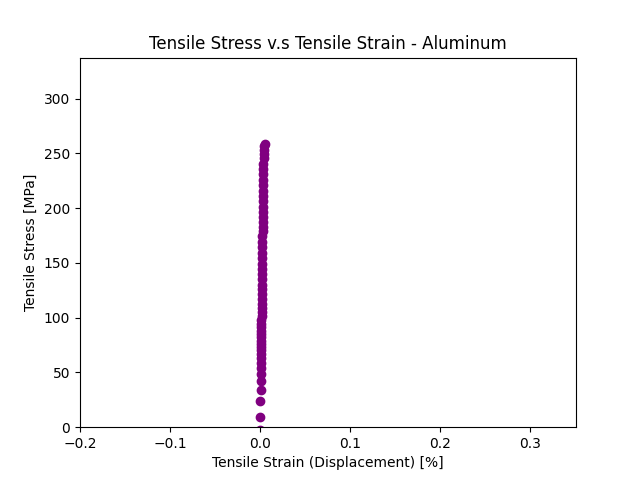 Tensile Stress v.s Tensile Strain - Aluminum
300
250
200
150
100
50
0
Tensile Stress [MPa]
−0.2 −0.1 0.0 0.1 0.2 0.3
Tensile Strain (Displacement) [%]